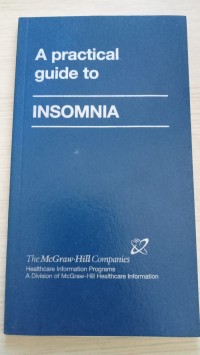 A practical
guide to
INSOMNIA
The McGraw·Hill Companies
Healthcare Information Programs
A Division of McGraw-Hill Healthcare Information